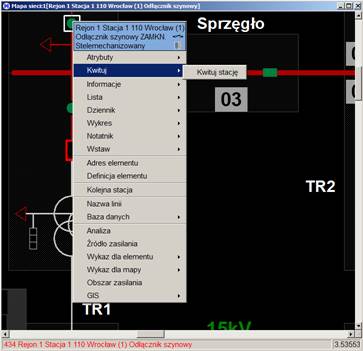 Mapa sieci:1[Rejon 1 Stacja 1 110 Wrocław (1) Odłącznik szynowy]
Sprzęgło
Rejon 1 Stacja 1 110 Wrocław (1)
Odłącznik szynowy ZAMKN.
Stelemechanizowany
Atrybuty
Kwituj
Kwituj stację
Informacje
Lista
Dziennik
Wykres
Notatnik
Wstaw
Adres elementu
Definicja elementu
Kolejna stacja
Nazwa linii
Baza danych
Analiza
Źródło zasilania
Wykaz dla elementu
Wykaz dla mapy
Obszar zasilania
GIS
03
TR2
TR1
15kV
434 Rejon 1 Stacja 1 110 Wrocław (1) Odłącznik szynowy
3.53553